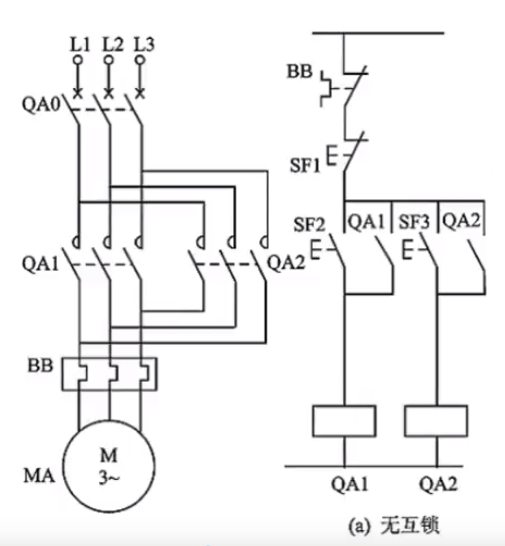 L1 L2 L3
QA0
QA1
QA2
BB
M
3~
MA
BB
SF1
SF2 QA1 SF3 QA2
QA1 QA2
(a) 无互锁